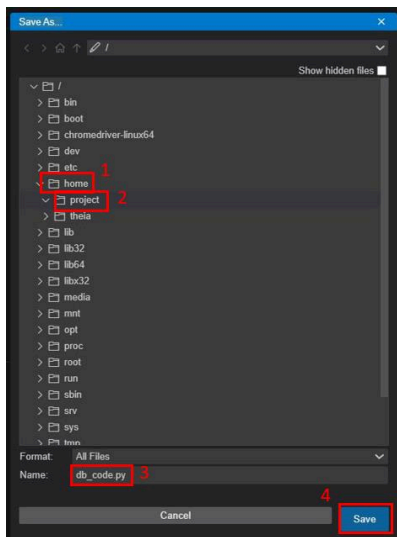 Save As...
/
Show hidden files
/
bin
boot
chromedriver-linux64
dev
etc
1
home
project 2
theia
lib
lib32
lib64
libx32
media
mnt
opt
proc
root
run
sbin
srv
sys
tmp
Format: All Files
Name: db_code.py 3
4
Cancel Save